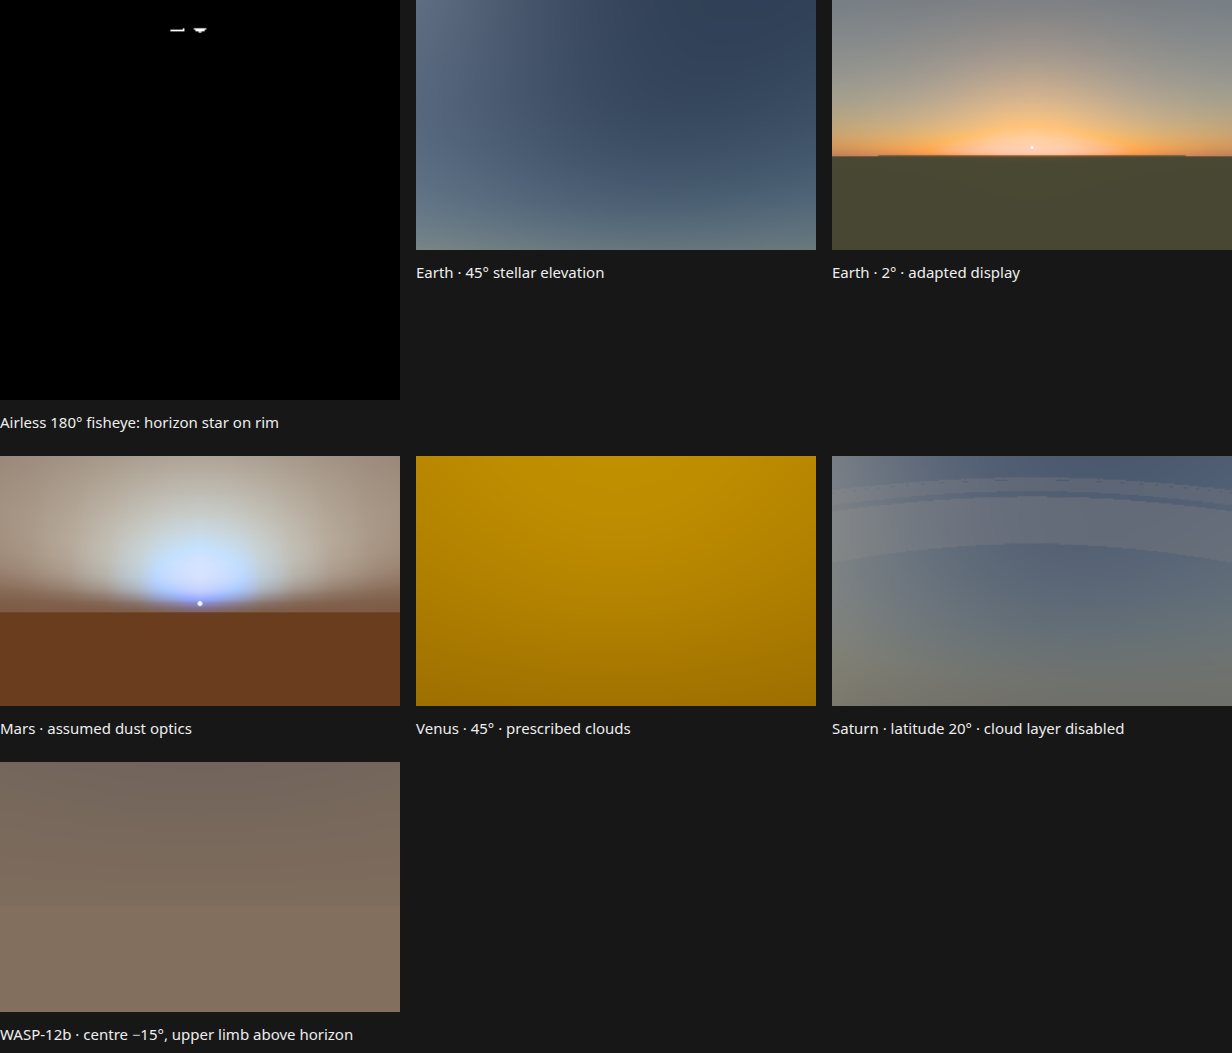 Earth · 45° stellar elevation
Earth · 2° · adapted display
Airless 180° fisheye: horizon star on rim
Mars · assumed dust optics
Venus · 45° · prescribed clouds
Saturn · latitude 20° · cloud layer disabled
WASP-12b · centre −15°, upper limb above horizon